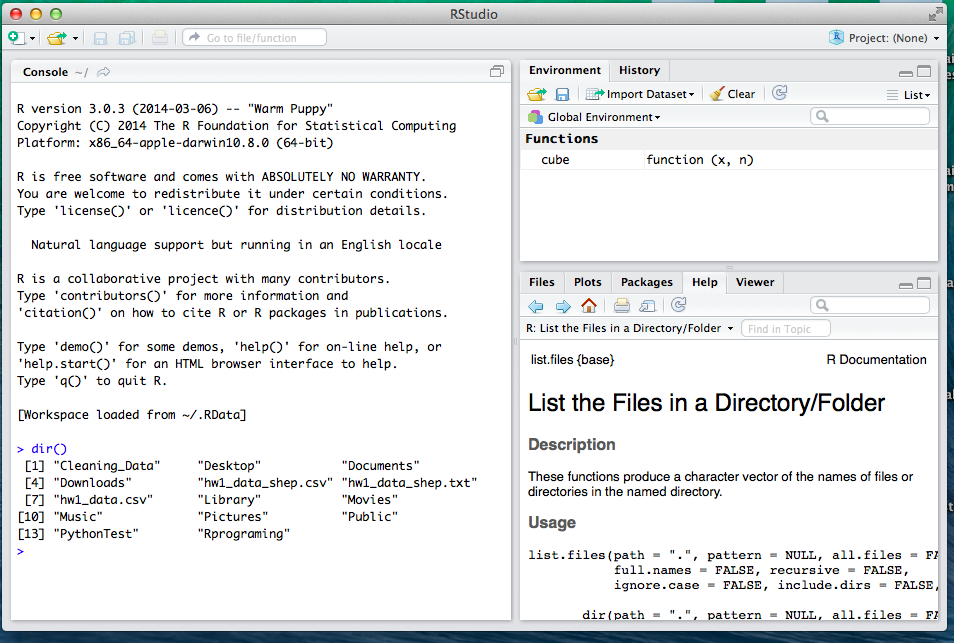 RStudio
Go to file/function
Project: (None)
Console ~/
R version 3.0.3 (2014-03-06) -- "Warm Puppy"
Copyright (C) 2014 The R Foundation for Statistical Computing
Platform: x86_64-apple-darwin10.8.0 (64-bit)
R is free software and comes with ABSOLUTELY NO WARRANTY.
You are welcome to redistribute it under certain conditions.
Type 'license()' or 'licence()' for distribution details.
Natural language support but running in an English locale
R is a collaborative project with many contributors.
Type 'contributors()' for more information and
'citation()' on how to cite R or R packages in publications.
Type 'demo()' for some demos, 'help()' for on-line help, or
'help.start()' for an HTML browser interface to help.
Type 'q()' to quit R.
[Workspace loaded from ~/.RData]
> dir()
[1] "Cleaning_Data" "Desktop" "Documents"
[4] "Downloads" "hw1_data_shep.csv" "hw1_data_shep.txt"
[7] "hw1_data.csv" "Library" "Movies"
[10] "Music" "Pictures" "Public"
[13] "PythonTest" "Rprograming"
>
Environment History
Import Dataset Clear List
Global Environment
Functions
cube function (x, n)
Files Plots Packages Help Viewer
R: List the Files in a Directory/Folder Find in Topic
list.files {base} R Documentation
List the Files in a Directory/Folder
Description
These functions produce a character vector of the names of files or
directories in the named directory.
Usage
list.files(path = ".", pattern = NULL, all.files = FA
full.names = FALSE, recursive = FALSE,
ignore.case = FALSE, include.dirs = FALSE,
dir(path = ".", pattern = NULL, all.files = FA